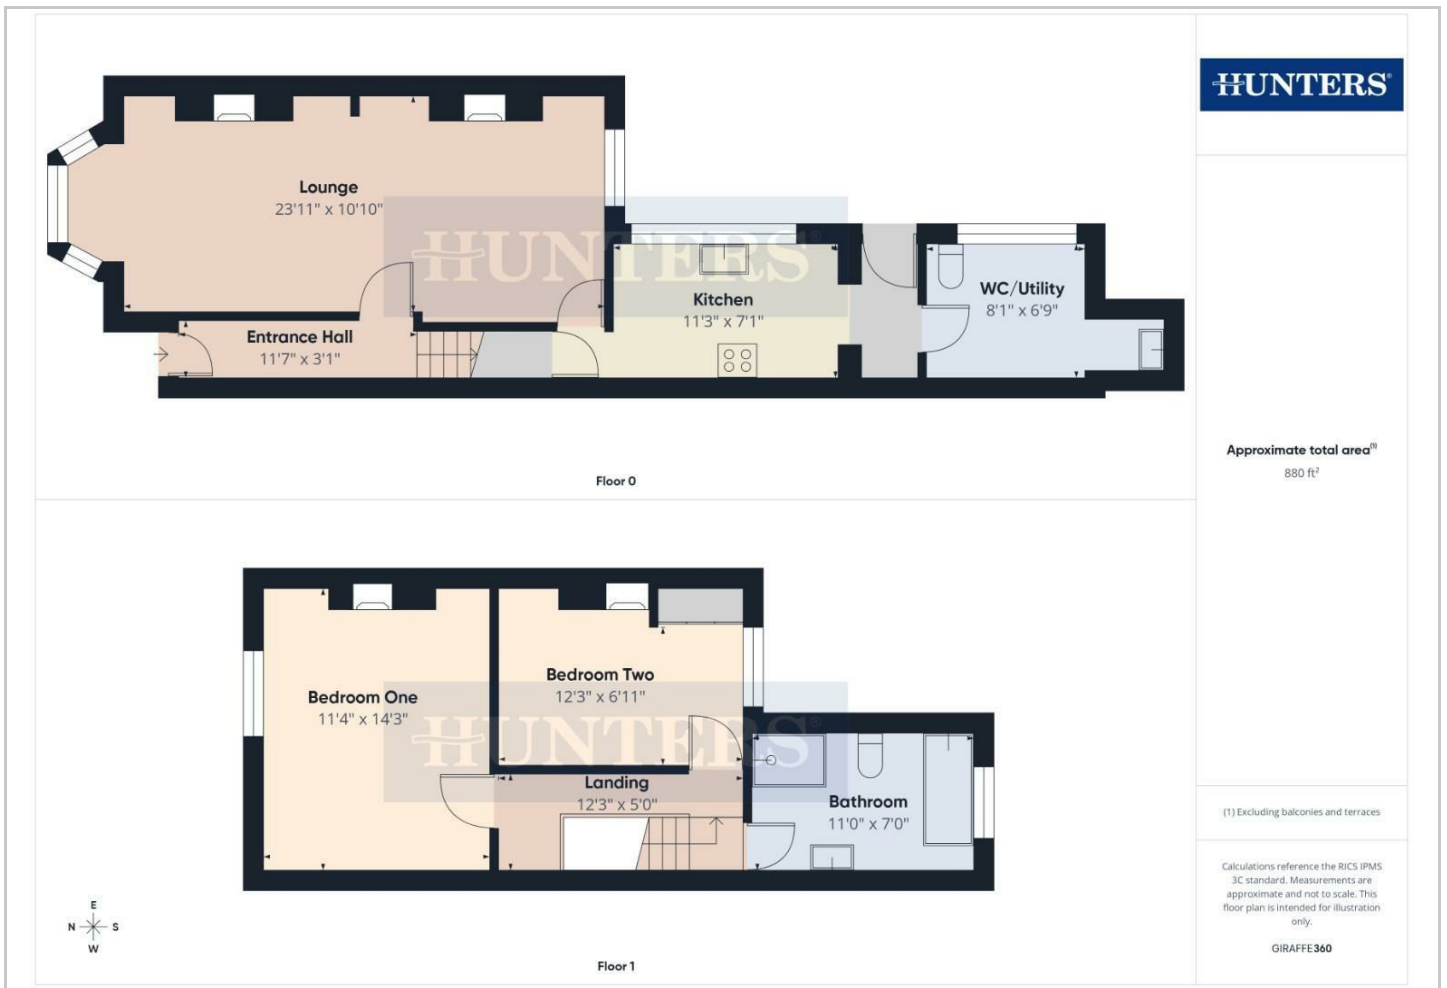 HUNTERS®
Lounge
23'11" x 10'10"
HUNTERS®
Kitchen
11'3" x 7'1"
WC/Utility
8'1" x 6'9"
Entrance Hall
11'7" x 3'1"
Floor 0
Approximate total area(1)
880 ft²
Bedroom One
11'4" x 14'3"
Bedroom Two
12'3" x 6'11"
HUNTERS®
Landing
12'3" x 5'0"
Bathroom
11'0" x 7'0"
Floor 1
E
N S
W
(1) Excluding balconies and terraces
Calculations reference the RICS IPMS
3C standard. Measurements are
approximate and not to scale. This
floor plan is intended for illustration
only.
GIRAFFE360